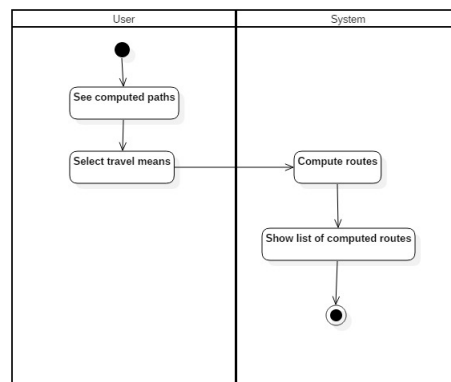 User
System
See computed paths
Select travel means
Compute routes
Show list of computed routes